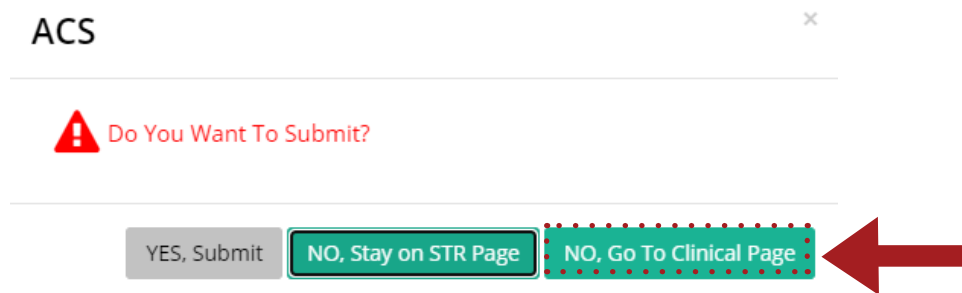 ACS
×
Do You Want To Submit?
YES, Submit NO, Stay on STR Page NO, Go To Clinical Page